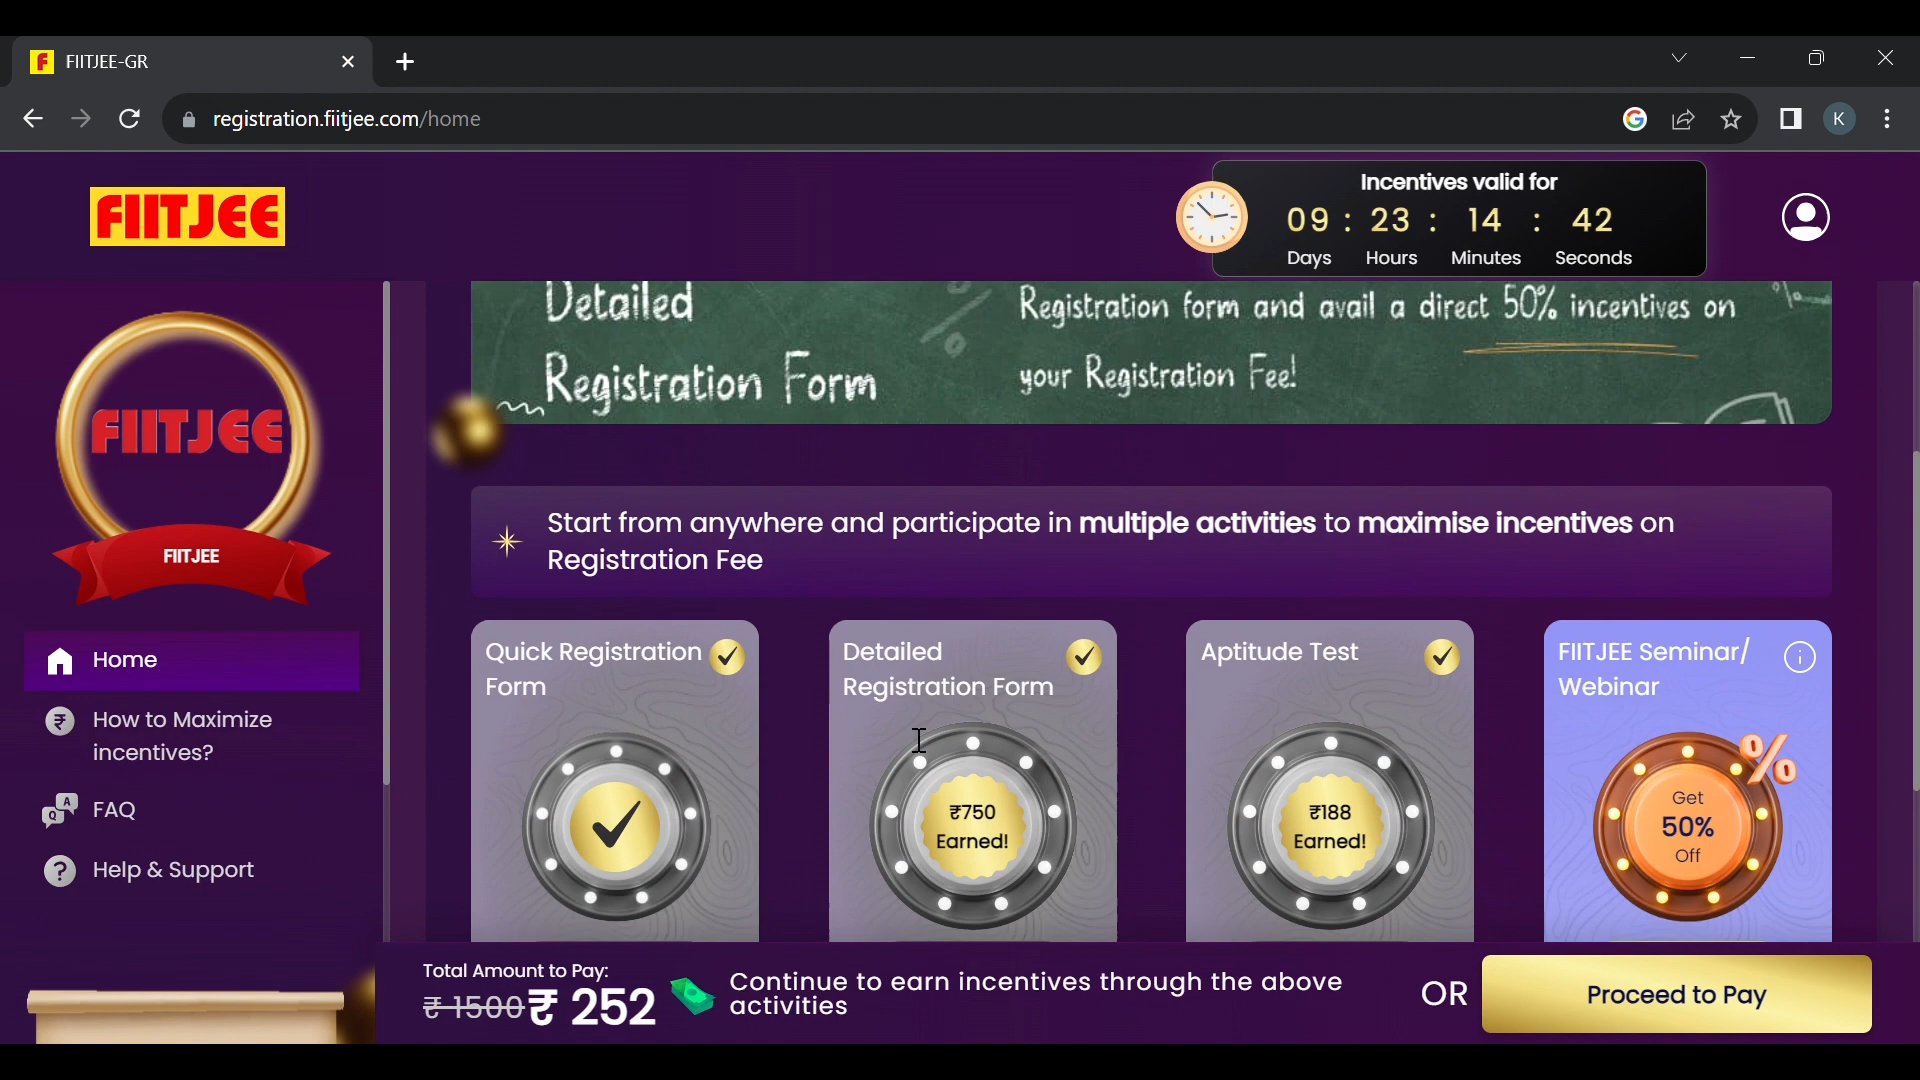 FIITJEE-GR
registration.fiitjee.com/home
K
FIITJEE
Incentives valid for
09 : 23 : 14 : 42
Days Hours Minutes Seconds
FIITJEE
FIITJEE
Home
How to Maximize
incentives?
FAQ
Help & Support
Detailed
Registration Form
Registration form and avail a direct 50% incentives on
your Registration Fee!
Start from anywhere and participate in multiple activities to maximise incentives on
Registration Fee
Quick Registration
Form
Detailed
Registration Form
₹750
Earned!
Aptitude Test
₹188
Earned!
FIITJEE Seminar/
Webinar
Get
50%
Off
%
Total Amount to Pay:
₹ 1500 ₹ 252
Continue to earn incentives through the above
activities
OR
Proceed to Pay